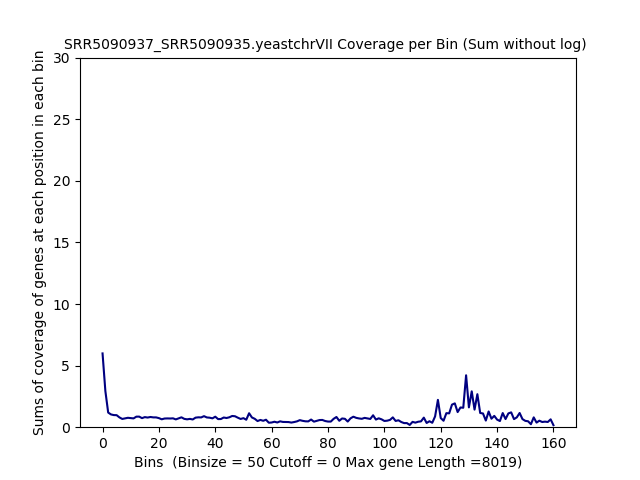 SRR5090937_SRR5090935.yeastchrVII Coverage per Bin (Sum without log)
Sums of coverage of genes at each position in each bin
30
25
20
15
10
5
0
0 20 40 60 80 100 120 140 160
Bins  (Binsize = 50 Cutoff = 0 Max gene Length =8019)